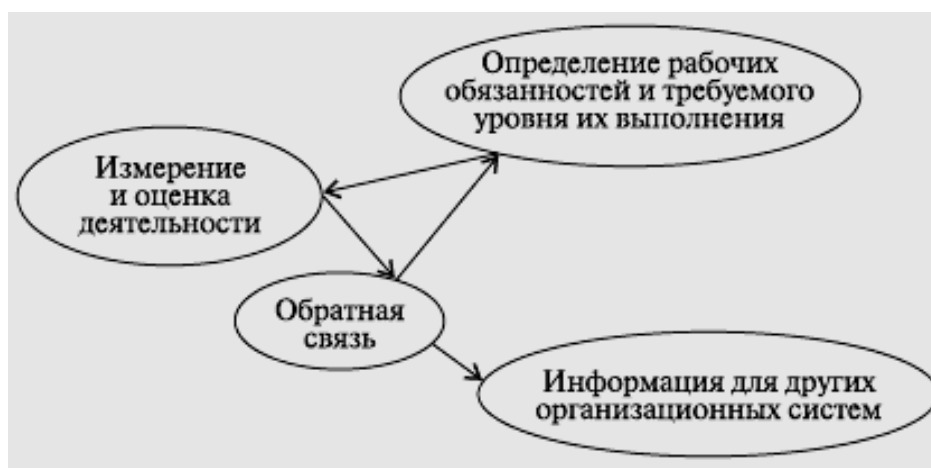 Определение рабочих
обязанностей и требуемого
уровня их выполнения
Измерение
и оценка
деятельности
Обратная
связь
Информация для других
организационных систем